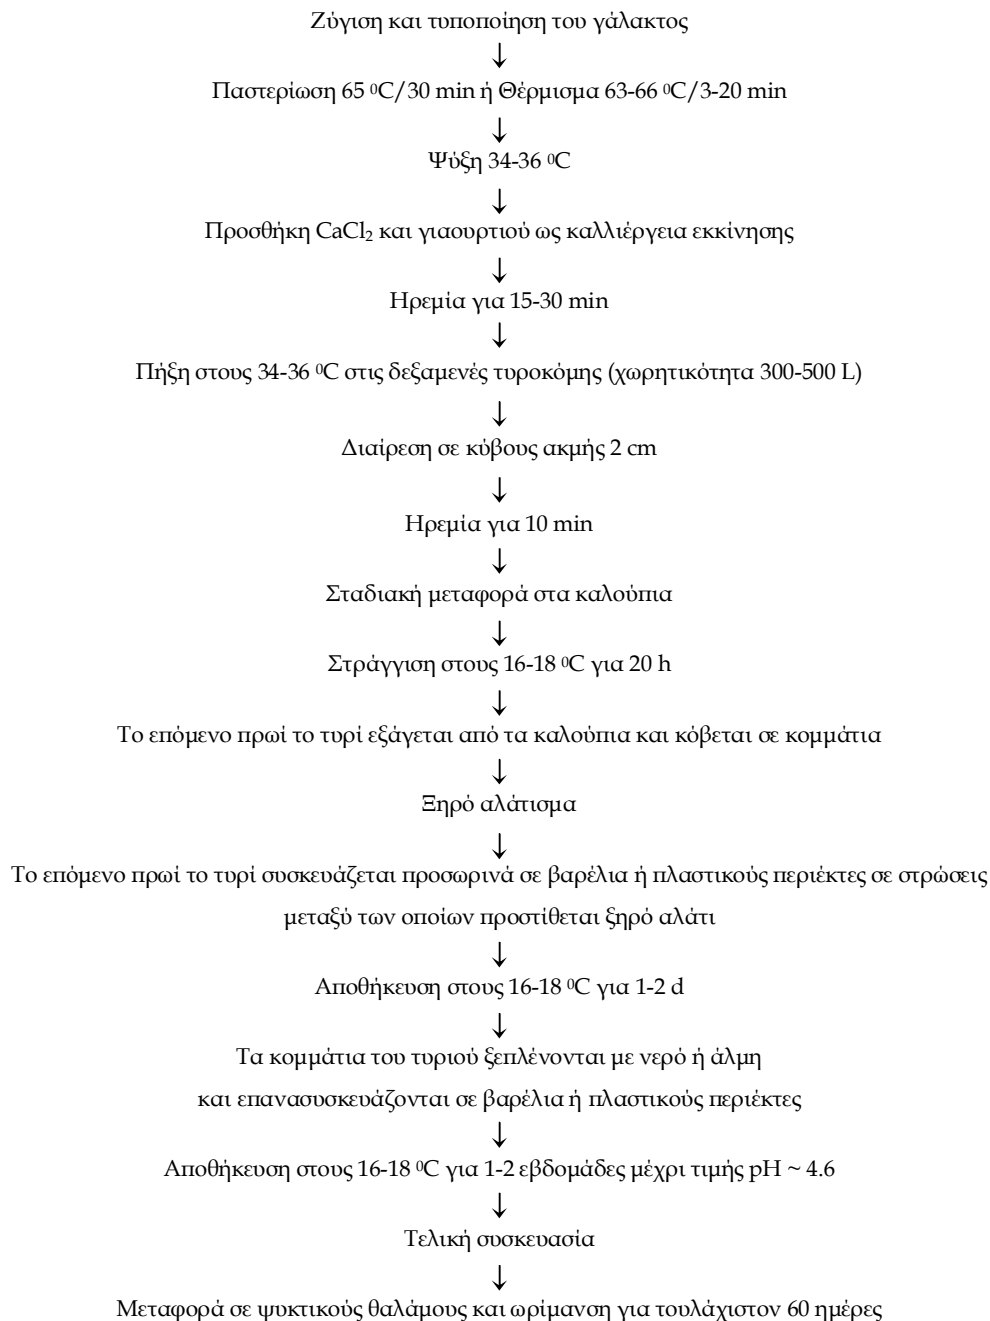 Ζύγιση και τυποποίηση του γάλακτος
↓
Παστερίωση 65 ⁰C/30 min ή Θέρμισμα 63-66 ⁰C/3-20 min
↓
Ψύξη 34-36 ⁰C
↓
Προσθήκη CaCl₂ και γιαουρτιού ως καλλιέργεια εκκίνησης
↓
Ηρεμία για 15-30 min
↓
Πήξη στους 34-36 ⁰C στις δεξαμενές τυροκόμης (χωρητικότητα 300-500 L)
↓
Διαίρεση σε κύβους ακμής 2 cm
↓
Ηρεμία για 10 min
↓
Σταδιακή μεταφορά στα καλούπια
↓
Στράγγιση στους 16-18 ⁰C για 20 h
↓
Το επόμενο πρωί το τυρί εξάγεται από τα καλούπια και κόβεται σε κομμάτια
↓
Ξηρό αλάτισμα
↓
Το επόμενο πρωί το τυρί συσκευάζεται προσωρινά σε βαρέλια ή πλαστικούς περιέκτες σε στρώσεις
μεταξύ των οποίων προστίθεται ξηρό αλάτι
↓
Αποθήκευση στους 16-18 ⁰C για 1-2 d
↓
Τα κομμάτια του τυριού ξεπλένονται με νερό ή άλμη
και επανασυσκευάζονται σε βαρέλια ή πλαστικούς περιέκτες
↓
Αποθήκευση στους 16-18 ⁰C για 1-2 εβδομάδες μέχρι τιμής pH ~ 4.6
↓
Τελική συσκευασία
↓
Μεταφορά σε ψυκτικούς θαλάμους και ωρίμανση για τουλάχιστον 60 ημέρες